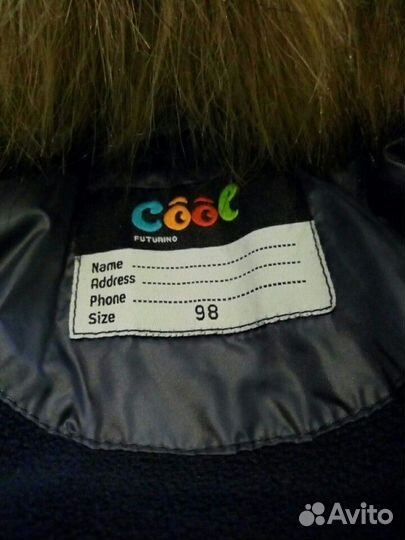 côôl
FUTURINO
Name
Address
Phone
Size 98
Avito